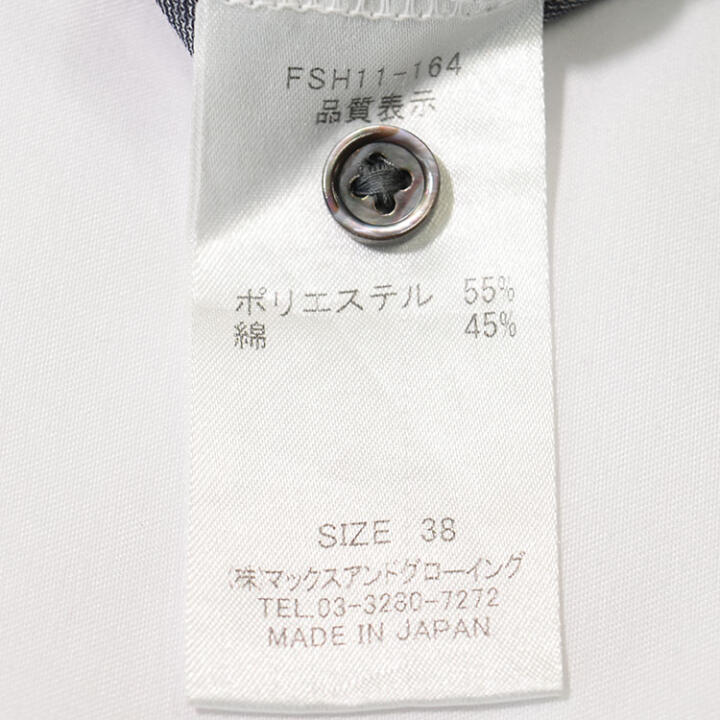 FSH11-164
品質表示
ポリエステル 55%
綿 45%
SIZE 38
(株)マックスアンドグローイング
TEL.03-3280-7272
MADE IN JAPAN